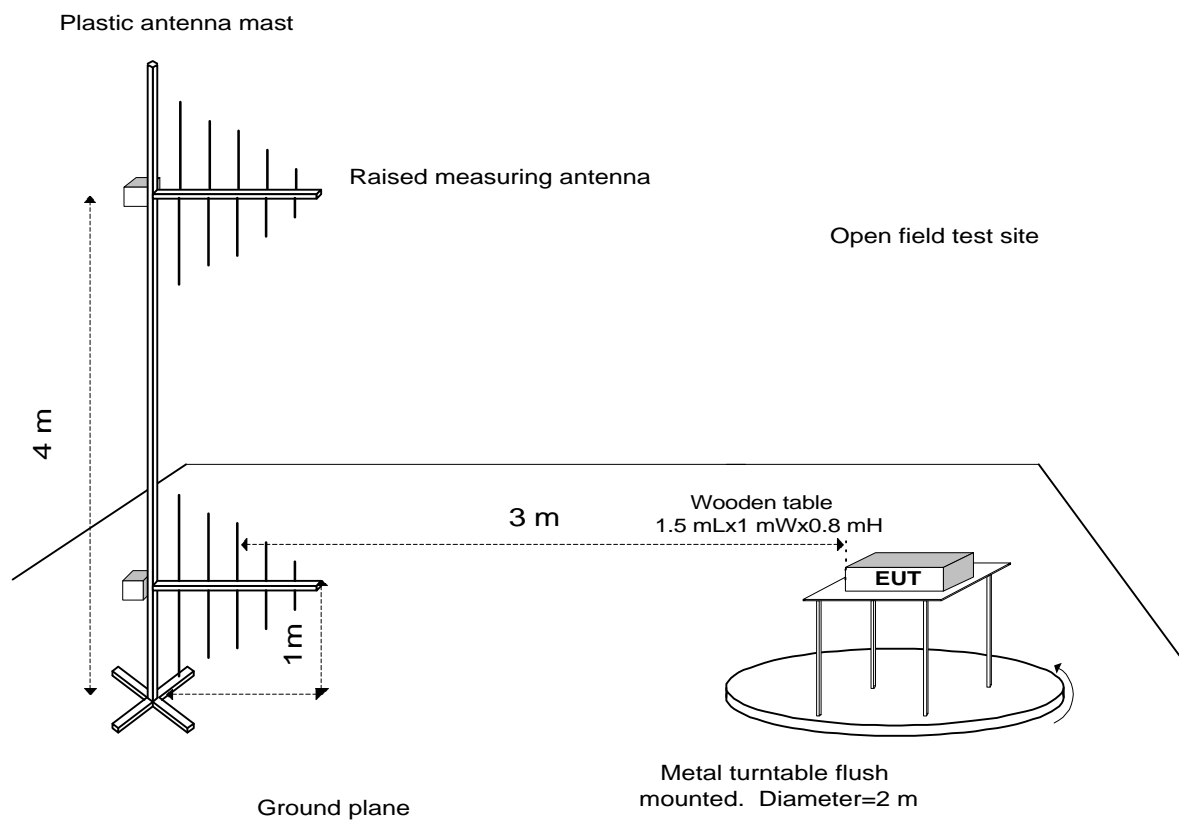 Plastic antenna mast
Raised measuring antenna
Open field test site
4 m
Wooden table
1.5 mLx1 mWx0.8 mH
3 m
EUT
1m
Metal turntable flush
mounted. Diameter=2 m
Ground plane